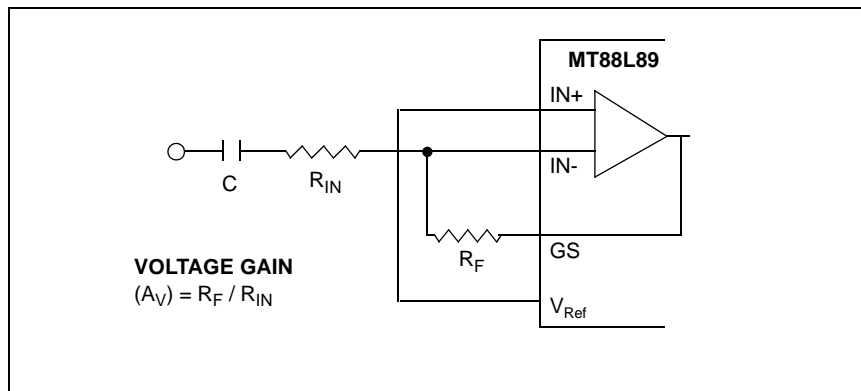 MT88L89
IN+
IN-
C
R_IN
R_F
GS
VOLTAGE GAIN
(A_V) = R_F / R_IN
V_Ref